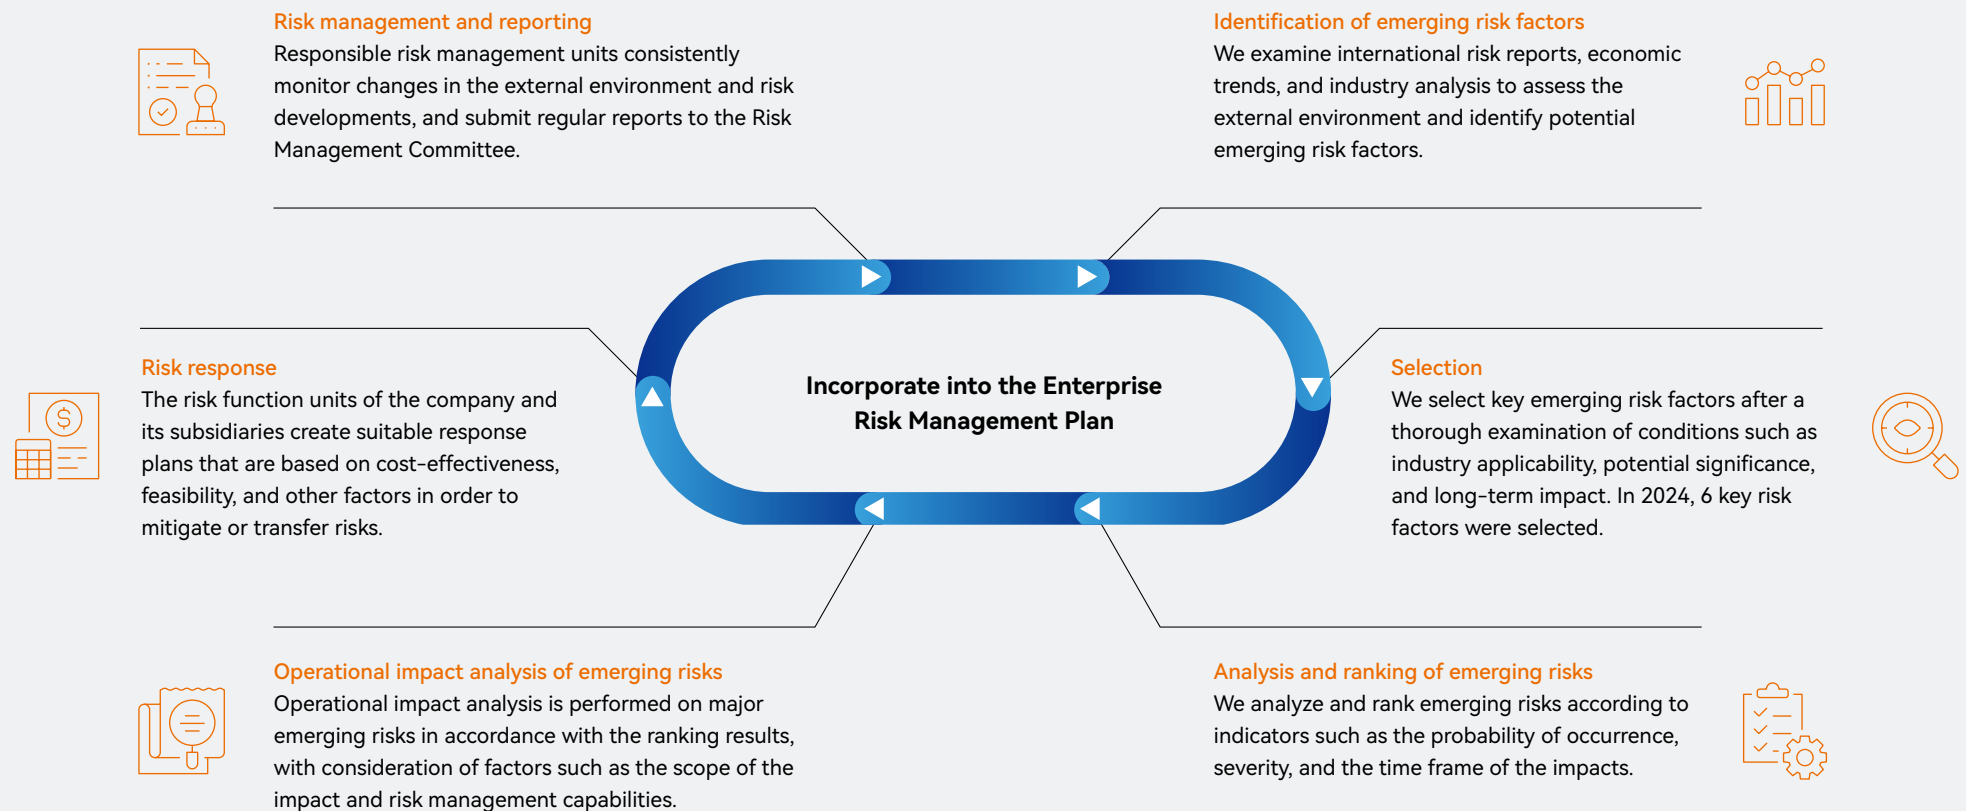 Risk management and reporting
Responsible risk management units consistently
monitor changes in the external environment and risk
developments, and submit regular reports to the Risk
Management Committee.
Identification of emerging risk factors
We examine international risk reports, economic
trends, and industry analysis to assess the
external environment and identify potential
emerging risk factors.
Risk response
The risk function units of the company and
its subsidiaries create suitable response
plans that are based on cost-effectiveness,
feasibility, and other factors in order to
mitigate or transfer risks.
Incorporate into the Enterprise
Risk Management Plan
Selection
We select key emerging risk factors after a
thorough examination of conditions such as
industry applicability, potential significance,
and long-term impact. In 2024, 6 key risk
factors were selected.
Operational impact analysis of emerging risks
Operational impact analysis is performed on major
emerging risks in accordance with the ranking results,
with consideration of factors such as the scope of the
impact and risk management capabilities.
Analysis and ranking of emerging risks
We analyze and rank emerging risks according to
indicators such as the probability of occurrence,
severity, and the time frame of the impacts.
$